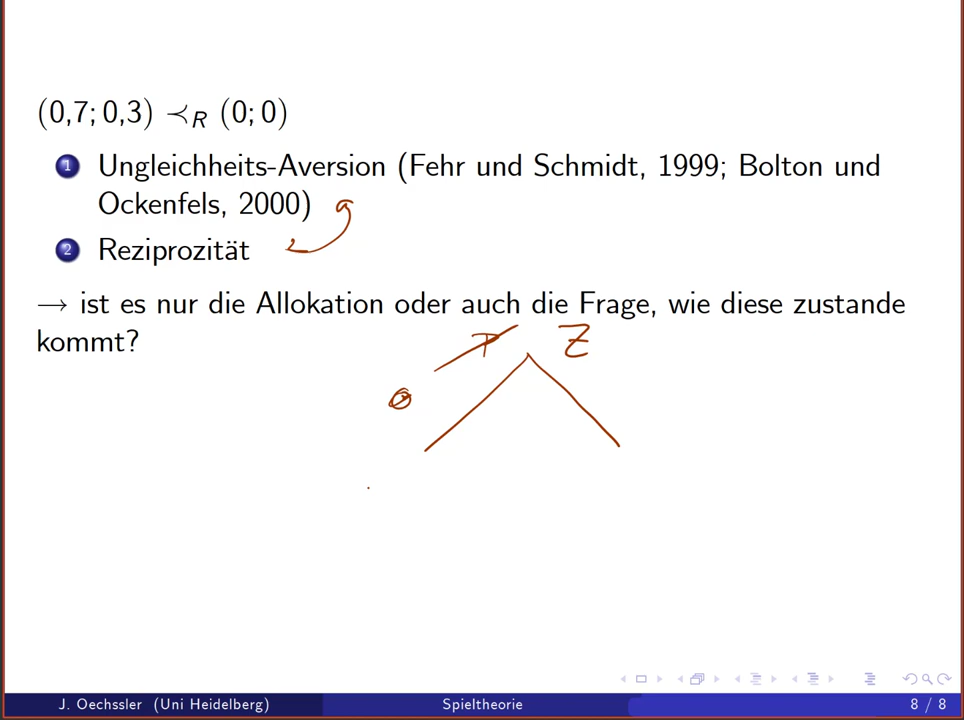 (0,7; 0,3) ≺R (0; 0)
1 Ungleichheits-Aversion (Fehr und Schmidt, 1999; Bolton und
Ockenfels, 2000)
2 Reziprozität
→ ist es nur die Allokation oder auch die Frage, wie diese zustande
kommt?
P Z
J. Oechssler (Uni Heidelberg) Spieltheorie 8 / 8